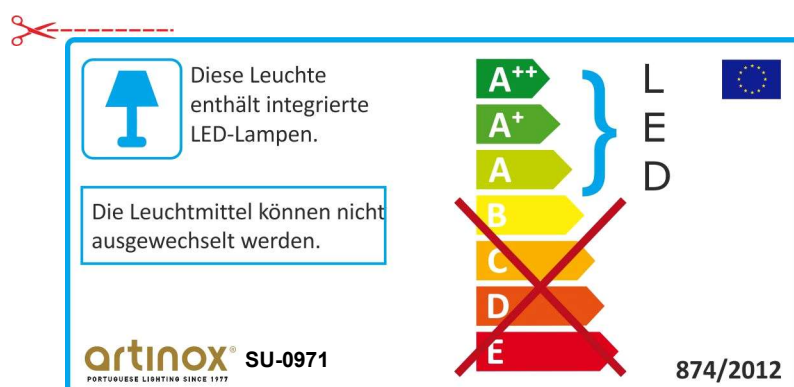 Diese Leuchte
enthält integrierte
LED-Lampen.
Die Leuchtmittel können nicht
ausgewechselt werden.
A++
A+
A
B
C
D
E
L
E
D
artinox® SU-0971
PORTUGUESE LIGHTING SINCE 1977
874/2012